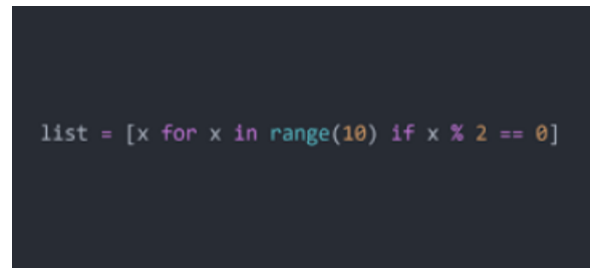 list = [x for x in range(10) if x % 2 == 0]